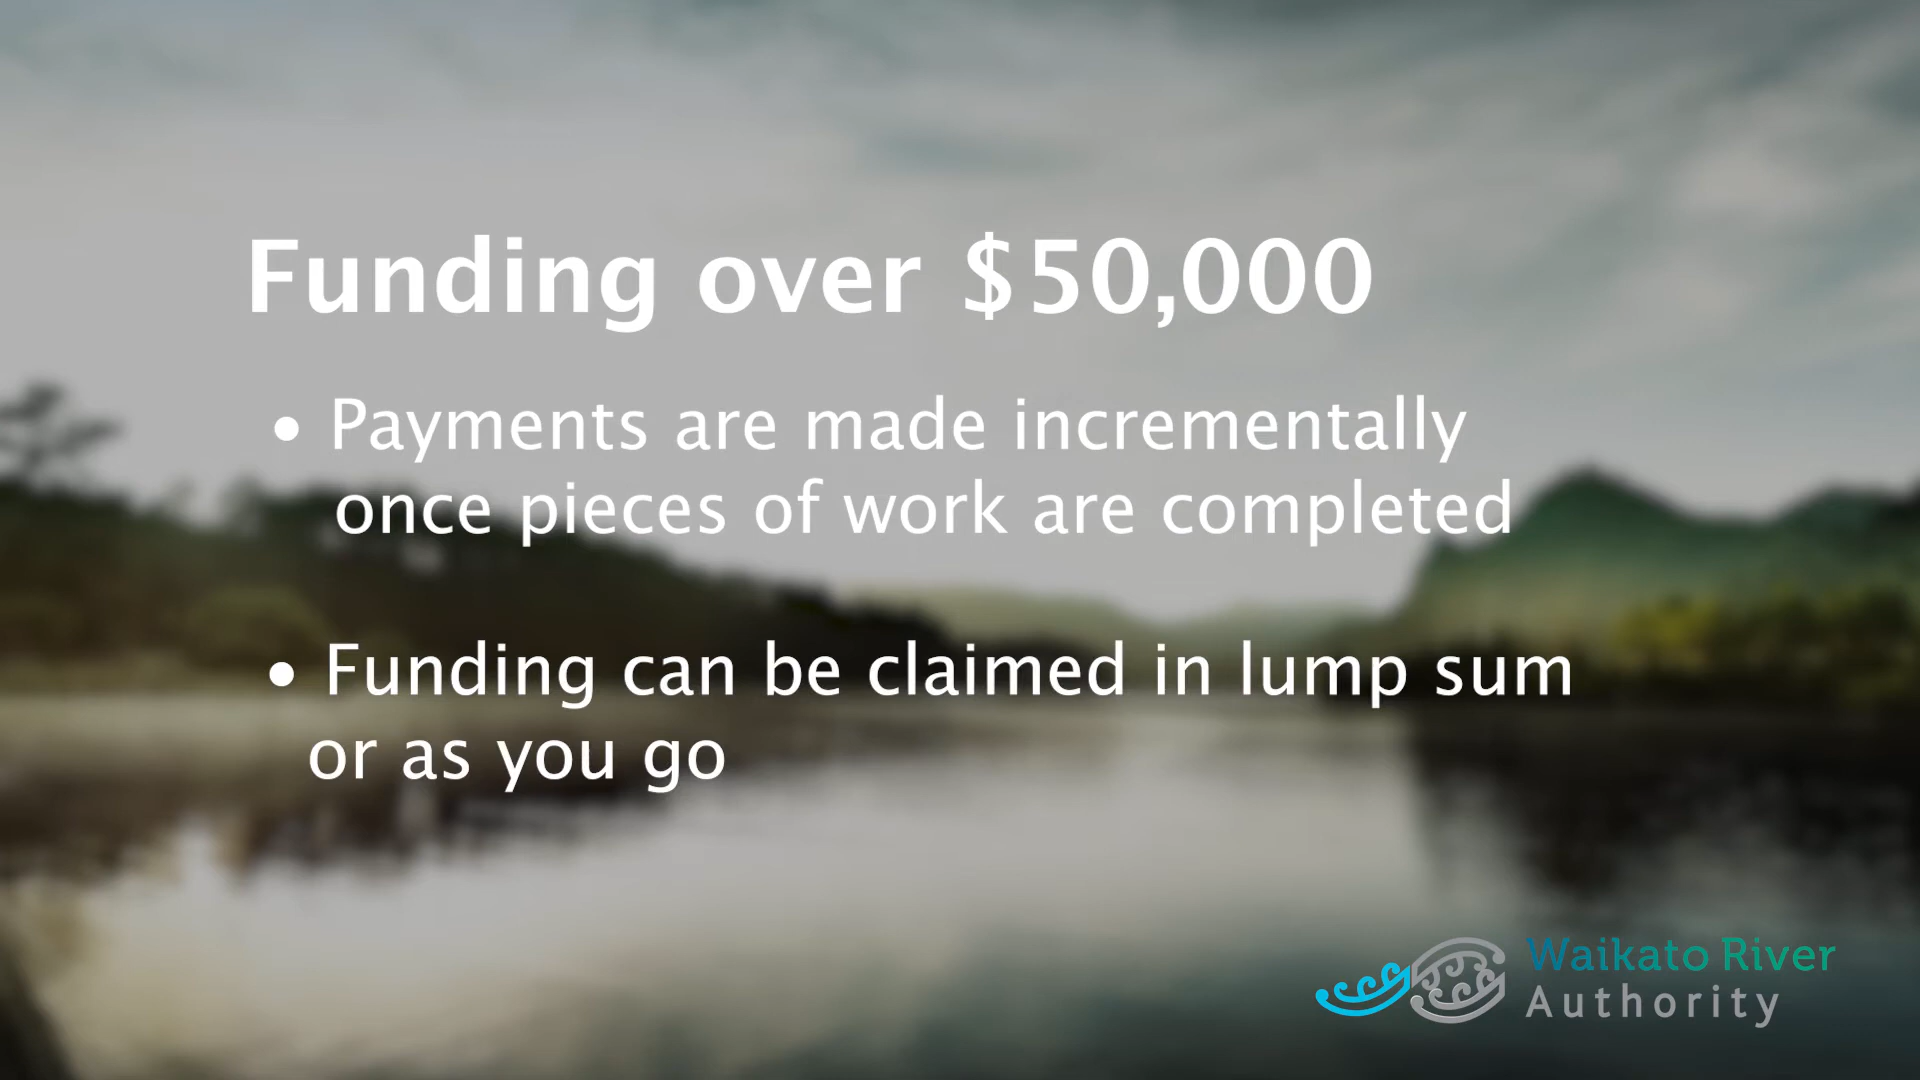 Funding over $50,000
• Payments are made incrementally
once pieces of work are completed
• Funding can be claimed in lump sum
or as you go
Waikato River
Authority